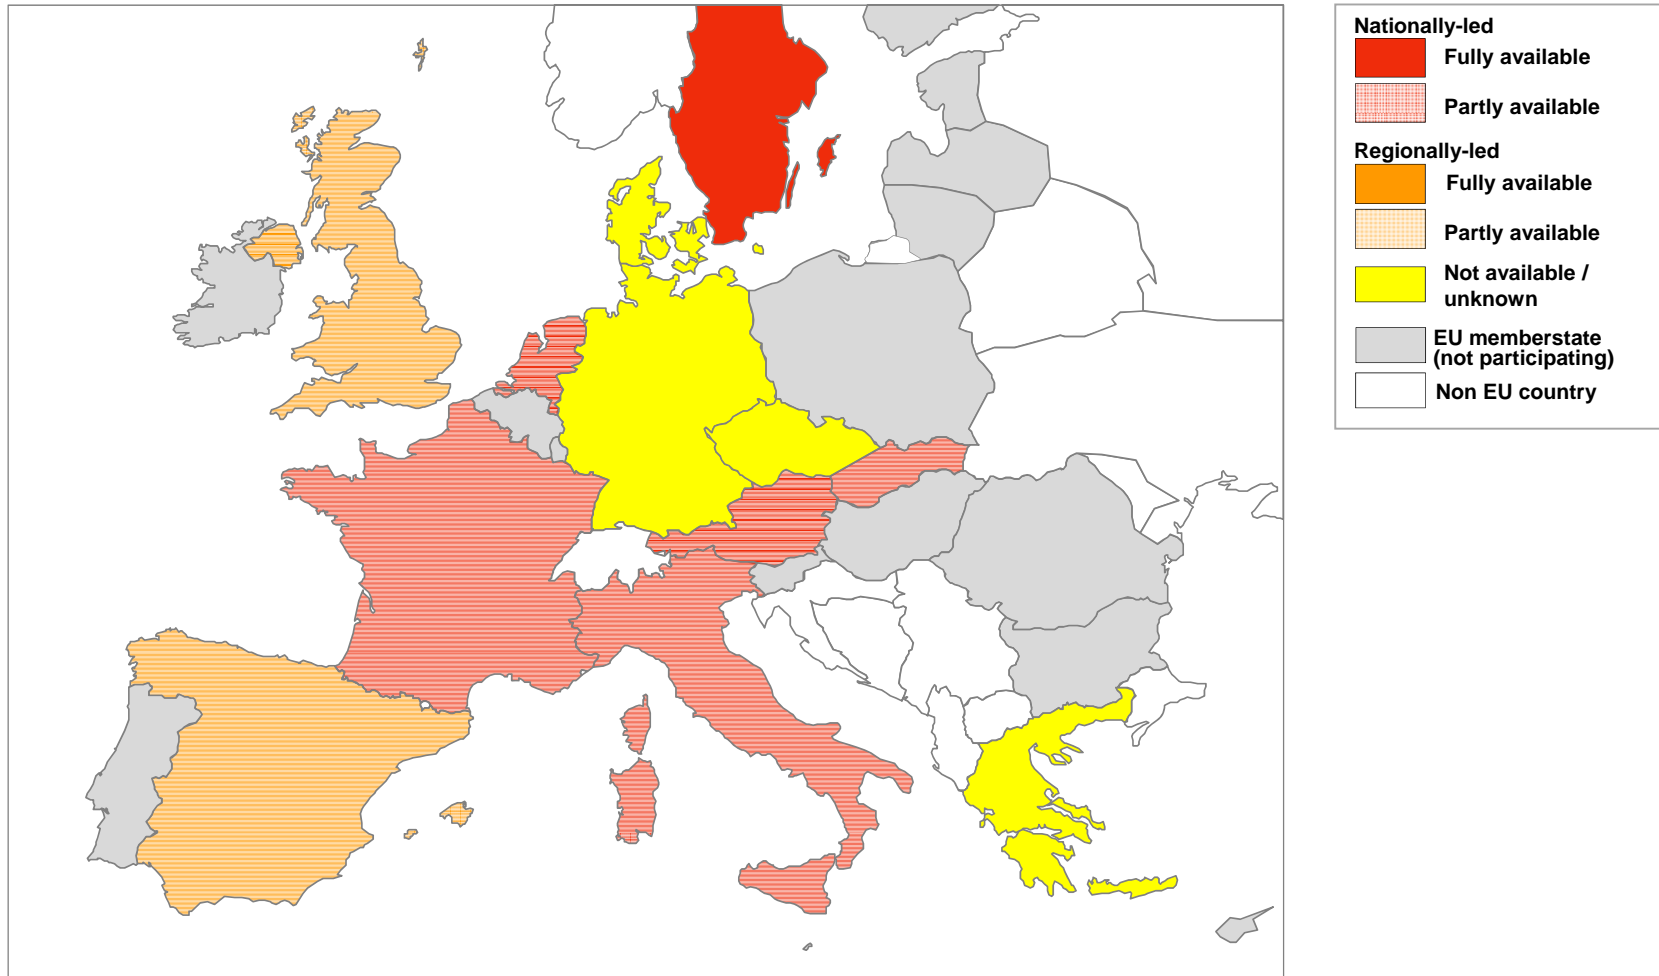 Nationally-led
Fully available
Partly available
Regionally-led
Fully available
Partly available
Not available /
unknown
EU memberstate
(not participating)
Non EU country